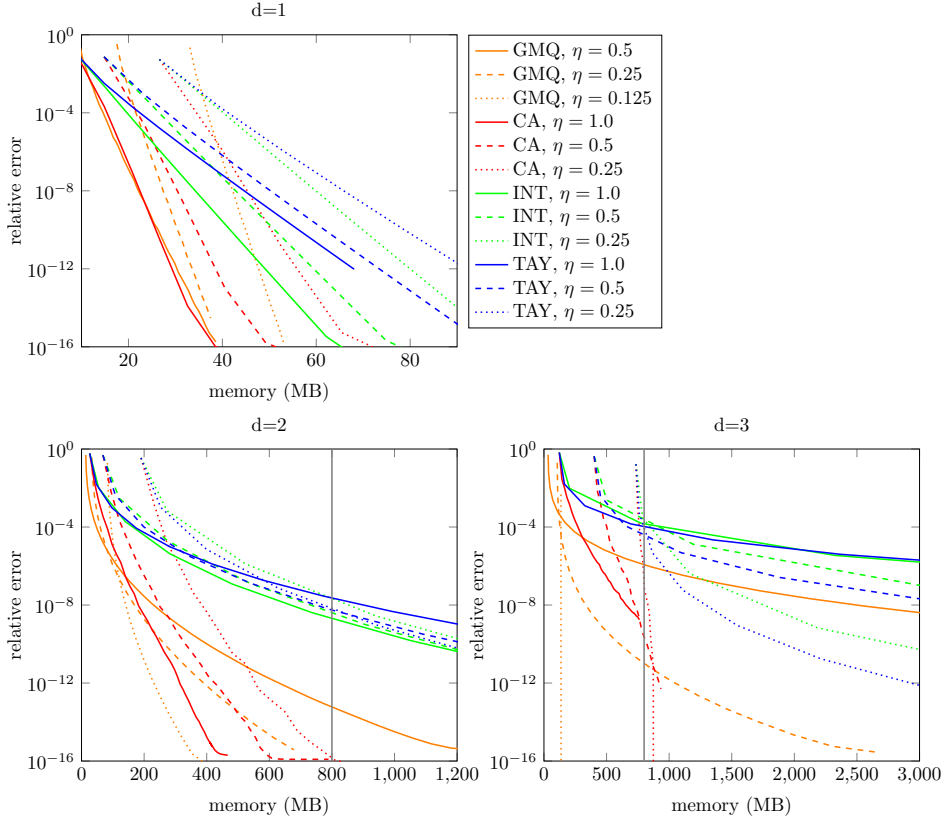 d=1
10^0
10^−4
10^−8
10^−12
10^−16
relative error
20
40
60
80
memory (MB)
GMQ, η = 0.5
GMQ, η = 0.25
GMQ, η = 0.125
CA, η = 1.0
CA, η = 0.5
CA, η = 0.25
INT, η = 1.0
INT, η = 0.5
INT, η = 0.25
TAY, η = 1.0
TAY, η = 0.5
TAY, η = 0.25
d=2
10^0
10^−4
10^−8
10^−12
10^−16
relative error
0
200
400
600
800
1,000
1,200
memory (MB)
d=3
10^0
10^−4
10^−8
10^−12
10^−16
relative error
0
500
1,000
1,500
2,000
2,500
3,000
memory (MB)